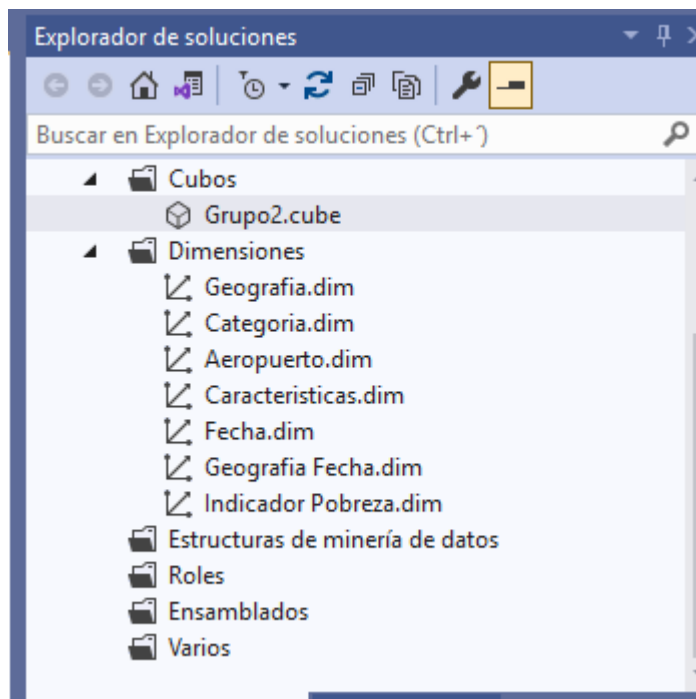 Explorador de soluciones
Buscar en Explorador de soluciones (Ctrl+´)
Cubos
Grupo2.cube
Dimensiones
Geografia.dim
Categoria.dim
Aeropuerto.dim
Caracteristicas.dim
Fecha.dim
Geografia Fecha.dim
Indicador Pobreza.dim
Estructuras de minería de datos
Roles
Ensamblados
Varios